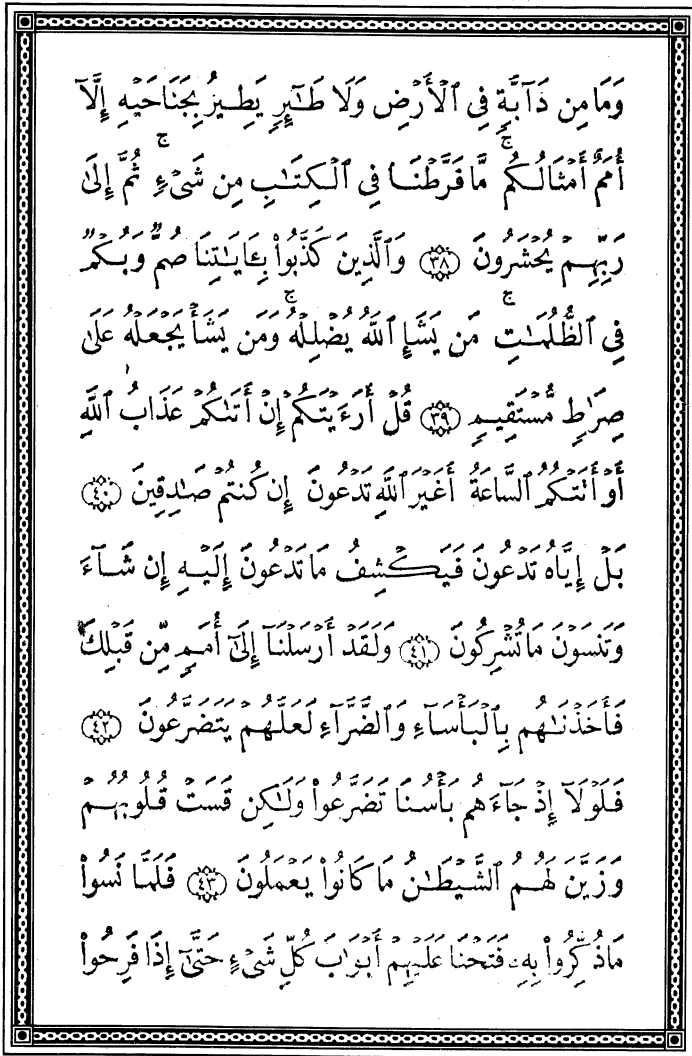 وَمَا مِن دَآبَّةٍ فِي ٱلْأَرْضِ وَلَا طَـٰٓئِرٍ يَطِيرُ بِجَنَاحَيْهِ إِلَّآ
أُمَمٌ أَمْثَالُكُم ۚ مَّا فَرَّطْنَا فِي ٱلْكِتَـٰبِ مِن شَيْءٍ ۚ ثُمَّ إِلَىٰ
رَبِّهِمْ يُحْشَرُونَ ٣٨ وَٱلَّذِينَ كَذَّبُوا۟ بِـَٔايَـٰتِنَا صُمٌّ وَبُكْمٌ
فِي ٱلظُّلُمَـٰتِ ۚ مَن يَشَإِ ٱللَّهُ يُضْلِلْهُ ۚ وَمَن يَشَأْ يَجْعَلْهُ عَلَىٰ
صِرَٰطٍ مُّسْتَقِيمٍ ٣٩ قُلْ أَرَءَيْتَكُمْ إِنْ أَتَىٰكُمْ عَذَابُ ٱللَّهِ
أَوْ أَتَتْكُمُ ٱلسَّاعَةُ أَغَيْرَ ٱللَّهِ تَدْعُونَ إِن كُنتُمْ صَـٰدِقِينَ ٤٠
بَلْ إِيَّاهُ تَدْعُونَ فَيَكْشِفُ مَا تَدْعُونَ إِلَيْهِ إِن شَآءَ
وَتَنسَوْنَ مَا تُشْرِكُونَ ٤١ وَلَقَدْ أَرْسَلْنَآ إِلَىٰٓ أُمَمٍ مِّن قَبْلِكَ
فَأَخَذْنَـٰهُم بِٱلْبَأْسَآءِ وَٱلضَّرَّآءِ لَعَلَّهُمْ يَتَضَرَّعُونَ ٤٢
فَلَوْلَآ إِذْ جَآءَهُم بَأْسُنَا تَضَرَّعُوا۟ وَلَـٰكِن قَسَتْ قُلُوبُهُمْ
وَزَيَّنَ لَهُمُ ٱلشَّيْطَـٰنُ مَا كَانُوا۟ يَعْمَلُونَ ٤٣ فَلَمَّا نَسُوا۟
مَا ذُكِّرُوا۟ بِهِۦ فَتَحْنَا عَلَيْهِمْ أَبْوَٰبَ كُلِّ شَيْءٍ حَتَّىٰٓ إِذَا فَرِحُوا۟